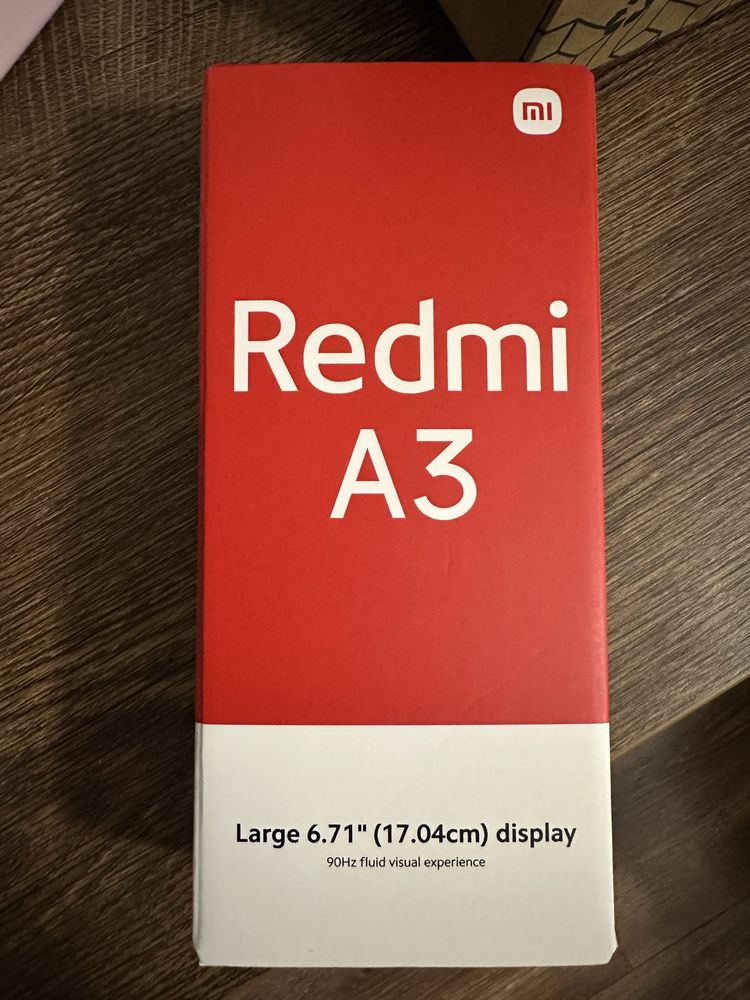 mi
Redmi
A3
Large 6.71" (17.04cm) display
90Hz fluid visual experience